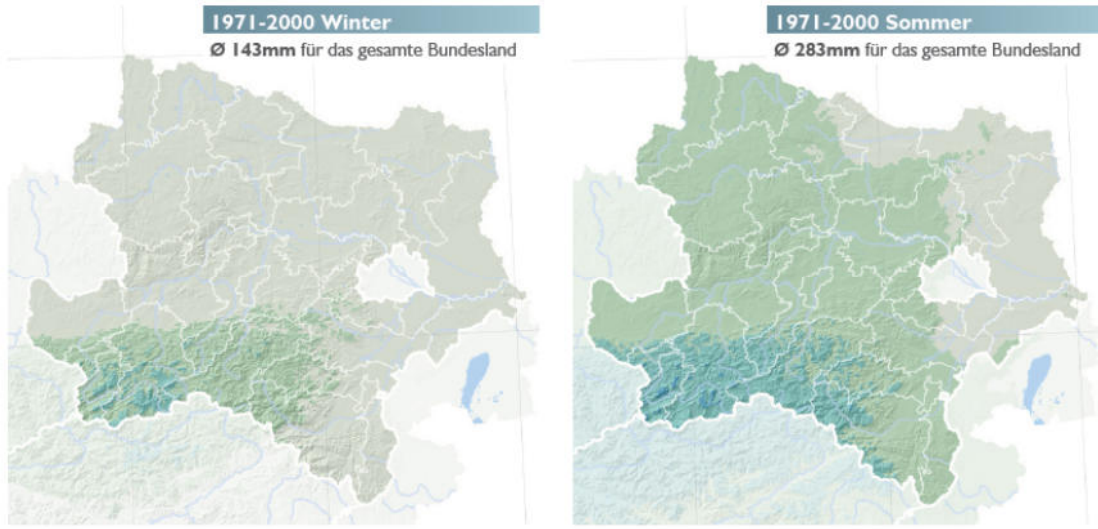 1971-2000 Winter
Ø 143mm für das gesamte Bundesland
1971-2000 Sommer
Ø 283mm für das gesamte Bundesland